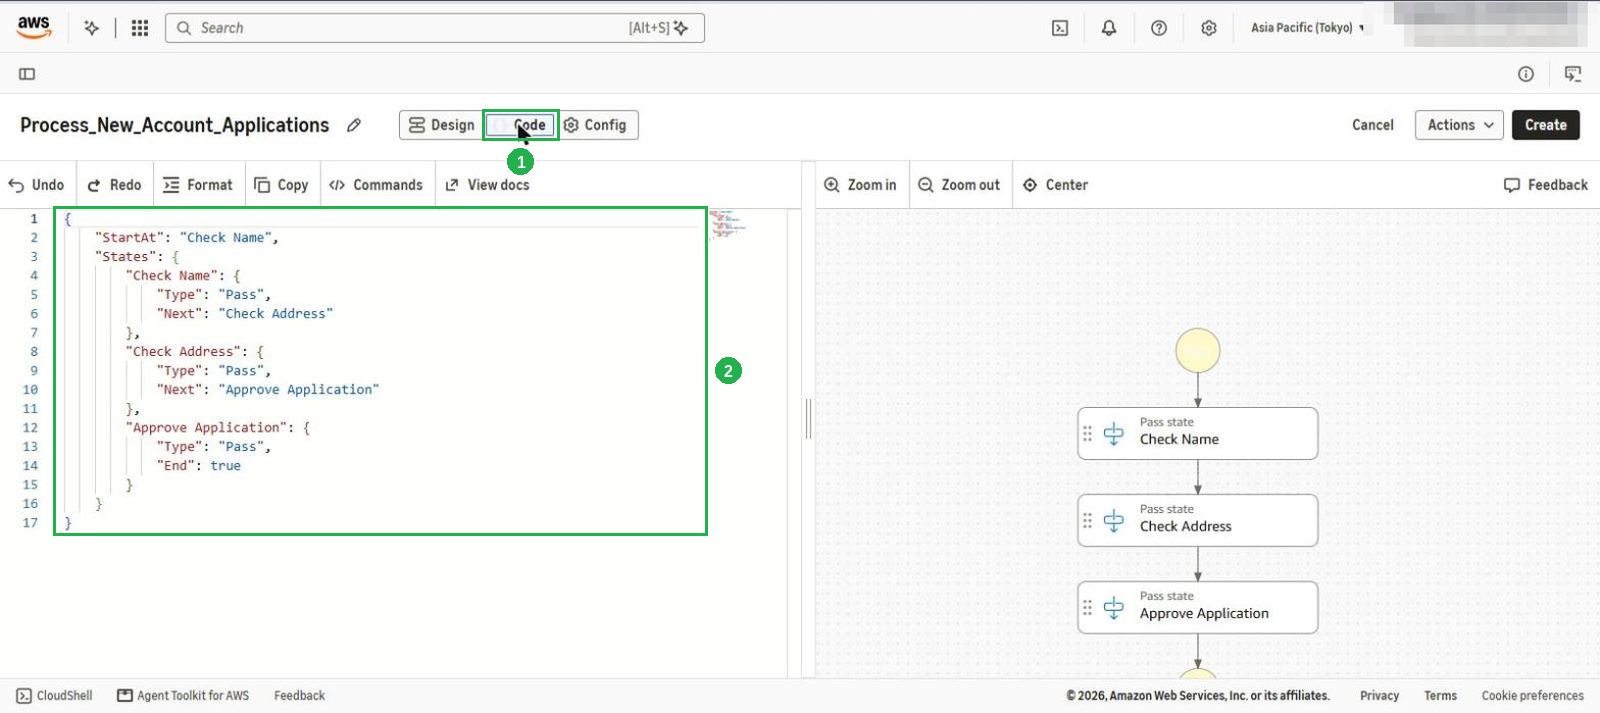 aws
Search [Alt+S]
Asia Pacific (Tokyo)
Process_New_Account_Applications
Design Code Config
Cancel Actions Create
1
Undo Redo Format Copy </> Commands View docs
Zoom in Zoom out Center Feedback
1 {
2 "StartAt": "Check Name",
3 "States": {
4 "Check Name": {
5 "Type": "Pass",
6 "Next": "Check Address"
7 },
8 "Check Address": {
9 "Type": "Pass",
10 "Next": "Approve Application"
11 },
12 "Approve Application": {
13 "Type": "Pass",
14 "End": true
15 }
16 }
17 }
2
Pass state
Check Name
Pass state
Check Address
Pass state
Approve Application
CloudShell Agent Toolkit for AWS Feedback
© 2026, Amazon Web Services, Inc. or its affiliates. Privacy Terms Cookie preferences